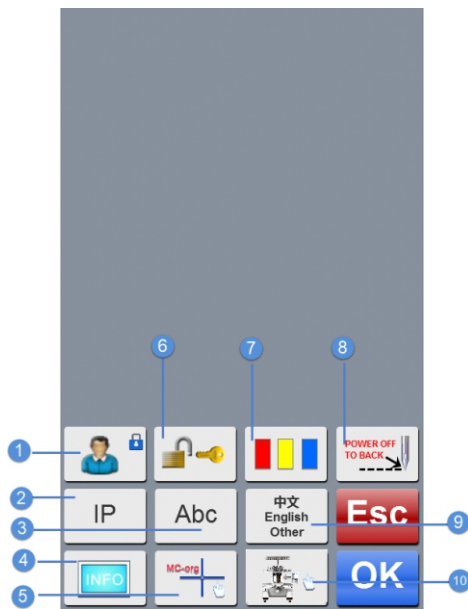 6
7
8
1
POWER OFF
TO BACK
2
IP
3
Abc
中文
English
Other
9
Esc
4
INFO
5
MC-org
10
OK